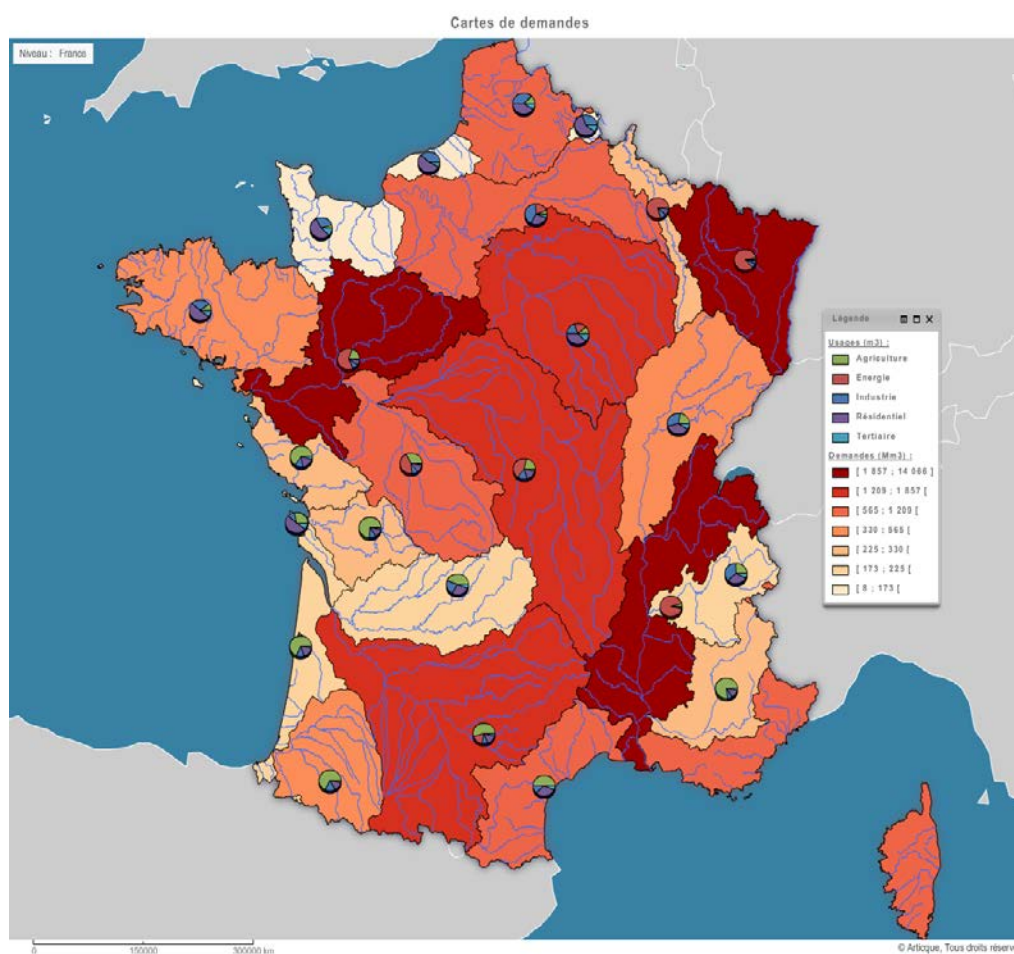 Cartes de demandes
Niveau : France
Légende
Usages (m3) :
Agriculture
Energie
Industrie
Résidentiel
Tertiaire
Demandes (Mm3) :
[ 1 857 ; 14 066 ]
[ 1 209 ; 1 857 [
[ 565 ; 1 209 [
[ 330 ; 565 [
[ 225 ; 330 [
[ 173 ; 225 [
[ 8 ; 173 [
0 150000 300000 km
© Articque, Tous droits réserv